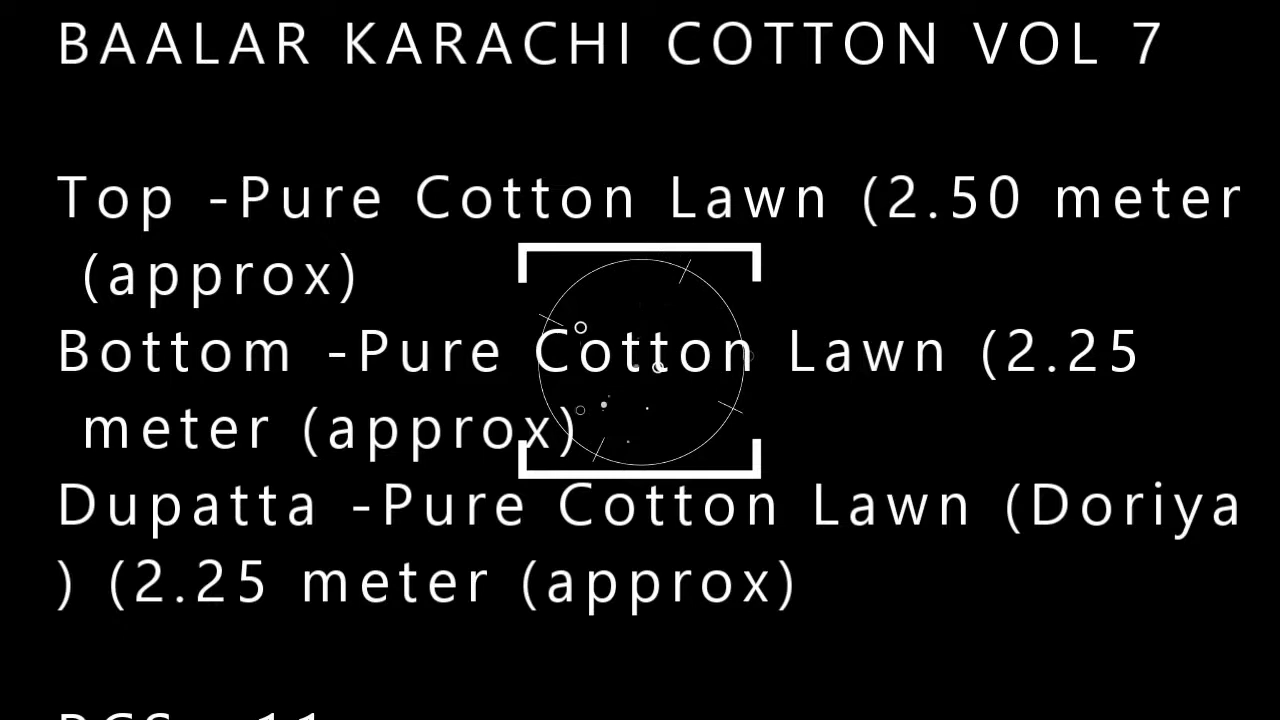 BAALAR KARACHI COTTON VOL 7
Top -Pure Cotton Lawn (2.50 meter
(approx)
Bottom -Pure Cotton Lawn (2.25
meter (approx)
Dupatta -Pure Cotton Lawn (Doriya
) (2.25 meter (approx)